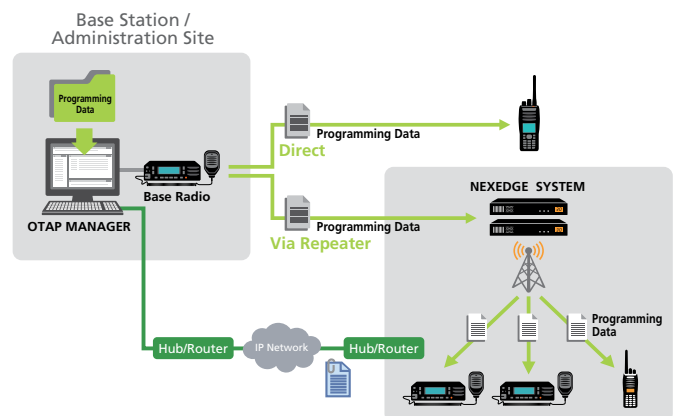 Base Station /
Administration Site
Programming
Data
OTAP MANAGER
Base Radio
Programming Data
Direct
Programming Data
Via Repeater
NEXEDGE SYSTEM
Programming
Data
Hub/Router
IP Network
Hub/Router